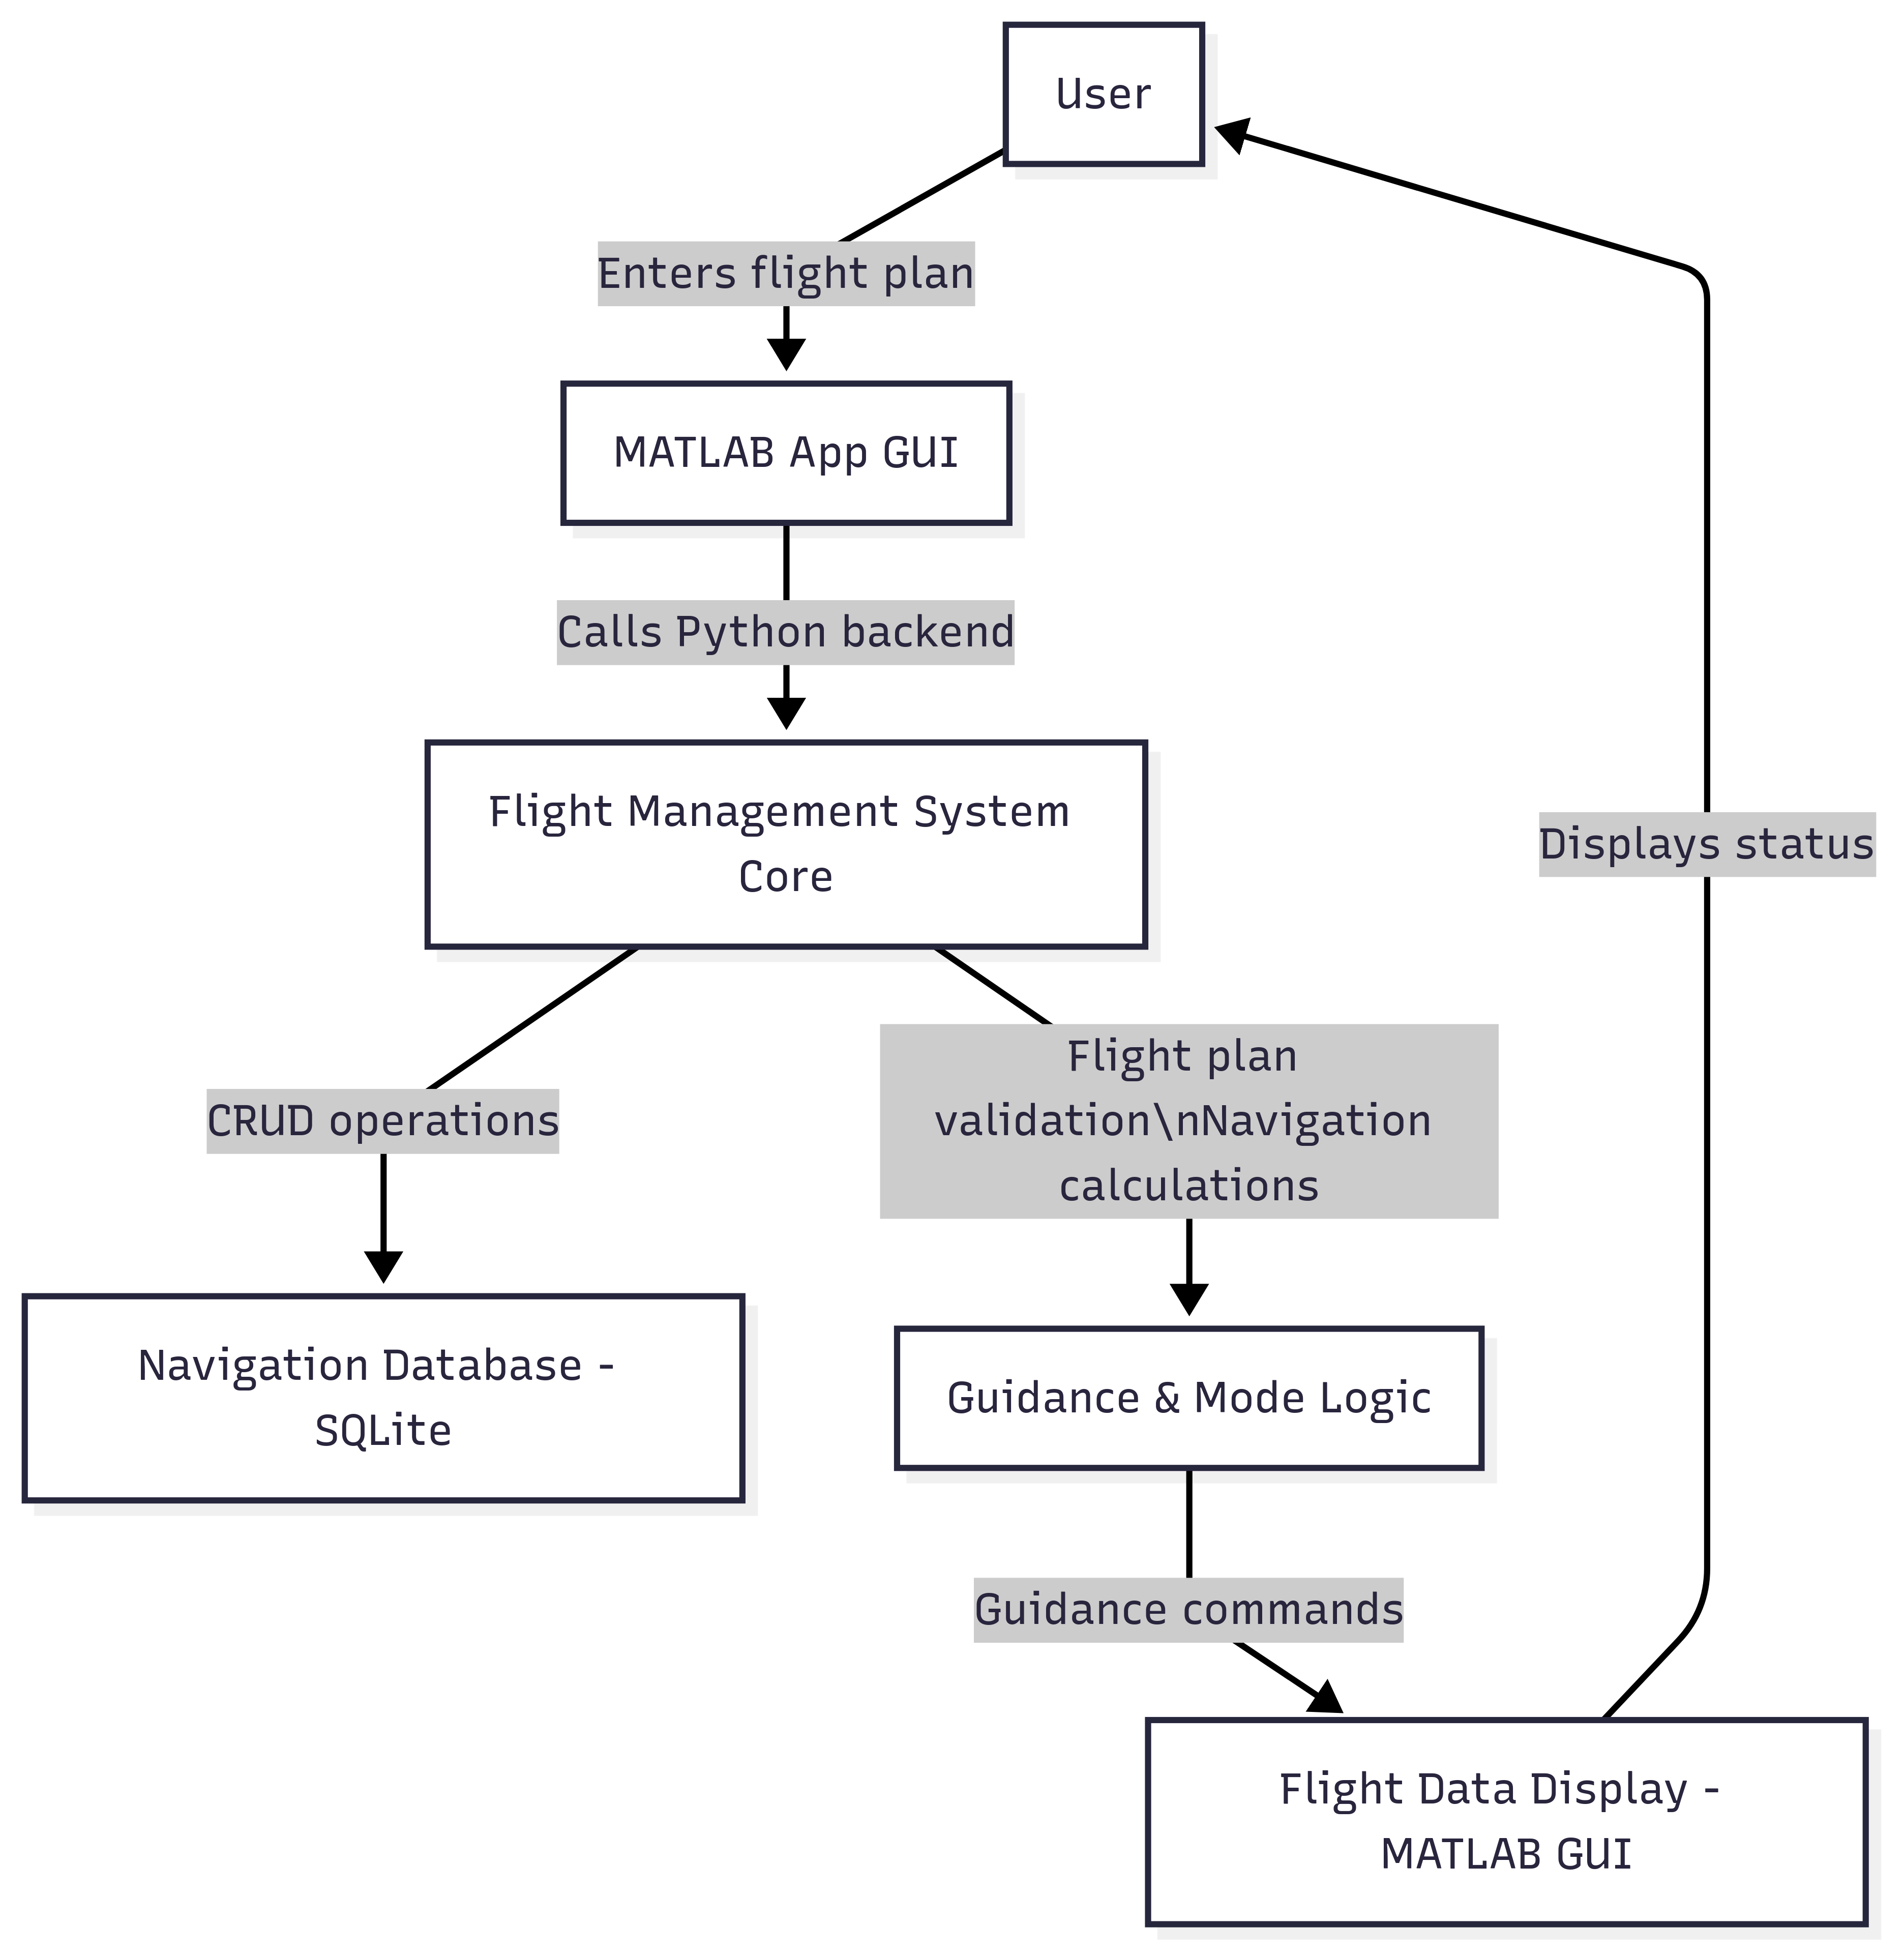 User
Enters flight plan
MATLAB App GUI
Calls Python backend
Flight Management System
Core
Displays status
CRUD operations
Flight plan
validation\nNavigation
calculations
Navigation Database -
SQLite
Guidance & Mode Logic
Guidance commands
Flight Data Display -
MATLAB GUI